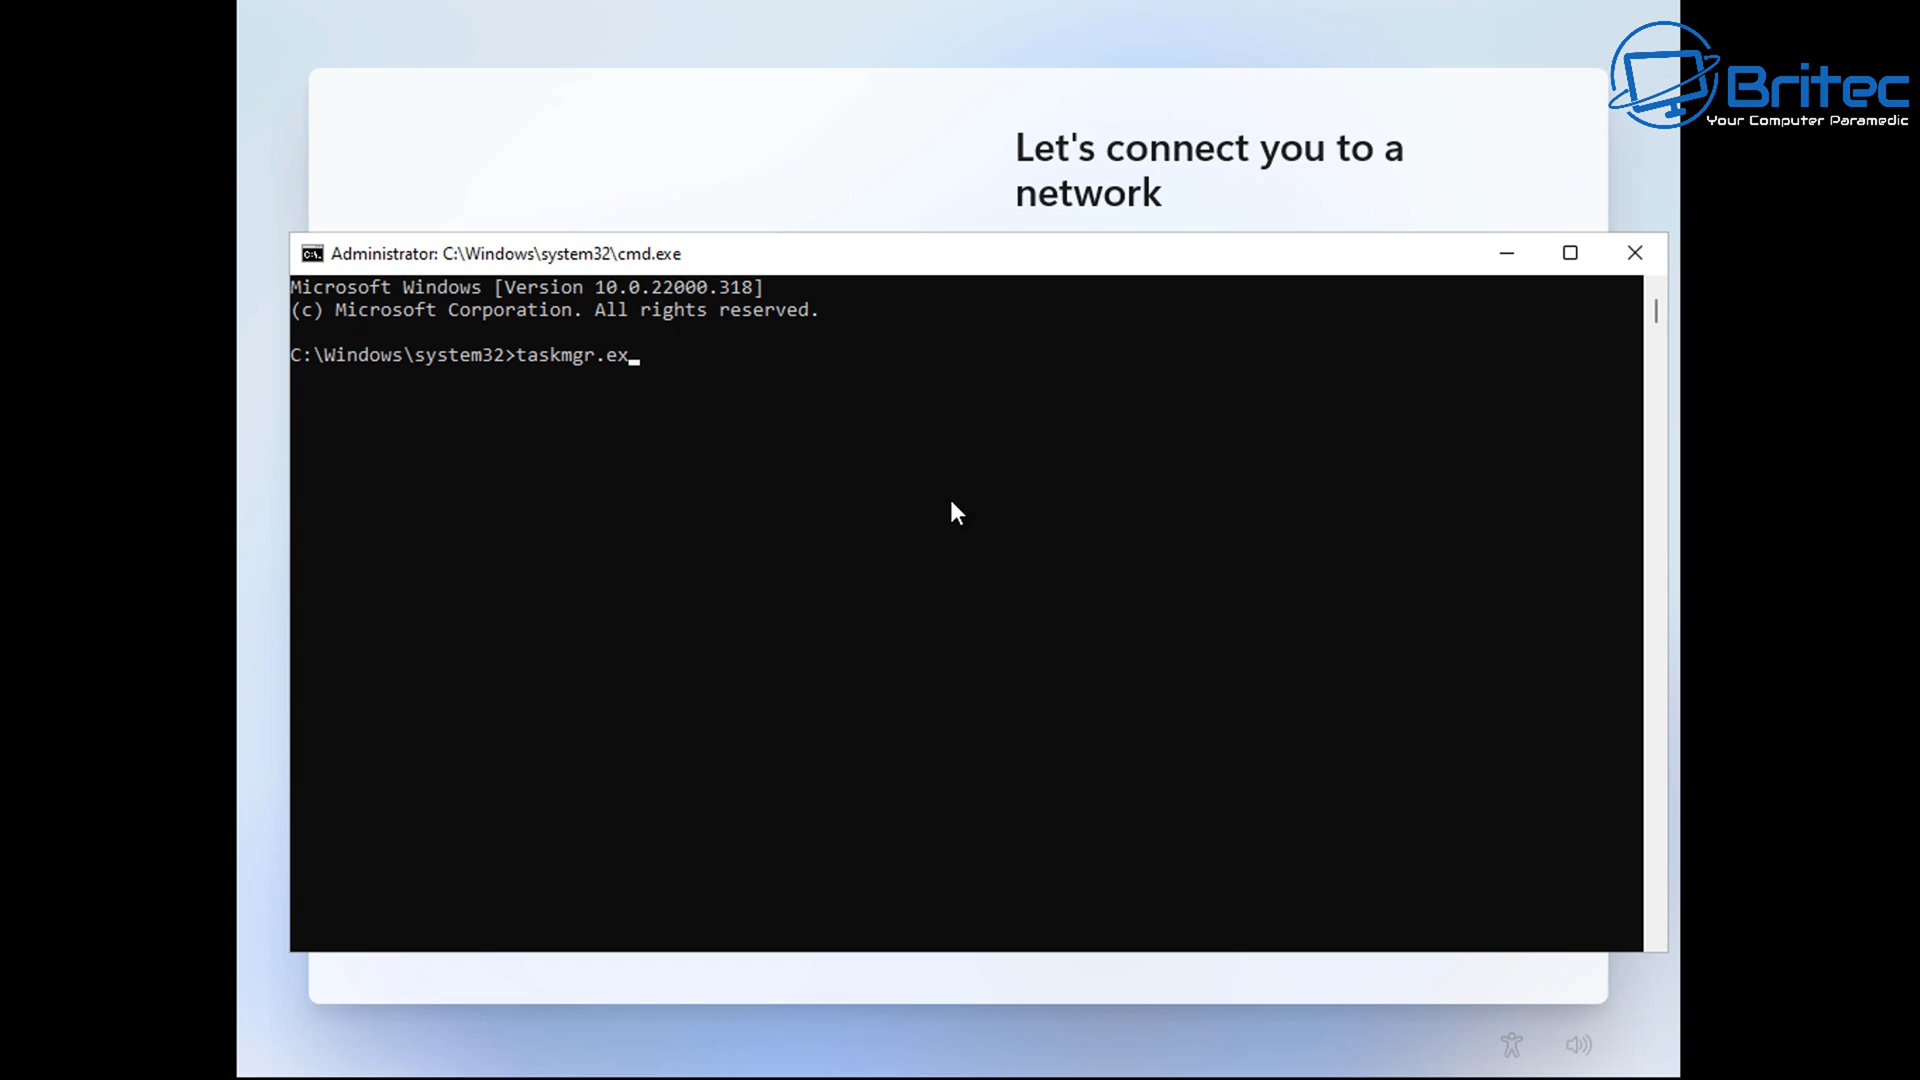 Britec
Your Computer Paramedic
Let's connect you to a
network
Administrator: C:\Windows\system32\cmd.exe
Microsoft Windows [Version 10.0.22000.318]
(c) Microsoft Corporation. All rights reserved.
C:\Windows\system32>taskmgr.ex